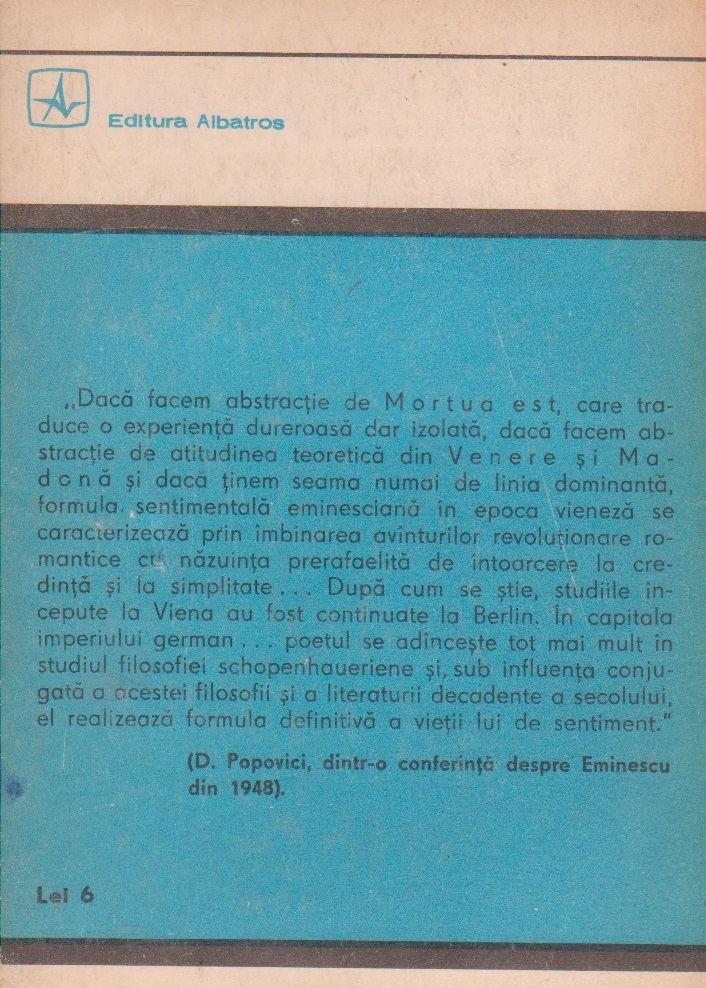 Editura Albatros
„Dacă facem abstracție de Mortua est, care tra-
duce o experiență dureroasă dar izolată, dacă facem ab-
stracție de atitudinea teoretică din Venere și Ma-
donă și dacă ținem seama numai de linia dominantă,
formula sentimentală eminesciană în epoca vieneză se
caracterizează prin îmbinarea avînturilor revoluționare ro-
mantice cu năzuința prerafaelită de întoarcere la cre-
dință și la simplitate... După cum se știe, studiile în-
cepute la Viena au fost continuate la Berlin. În capitala
imperiului german... poetul se adîncește tot mai mult în
studiul filosofiei schopenhaueriene și, sub influența conju-
gată a acestei filosofii și a literaturii decadente a secolului,
el realizează formula definitivă a vieții lui de sentiment."
(D. Popovici, dintr-o conferință despre Eminescu
din 1948).
Lei 6